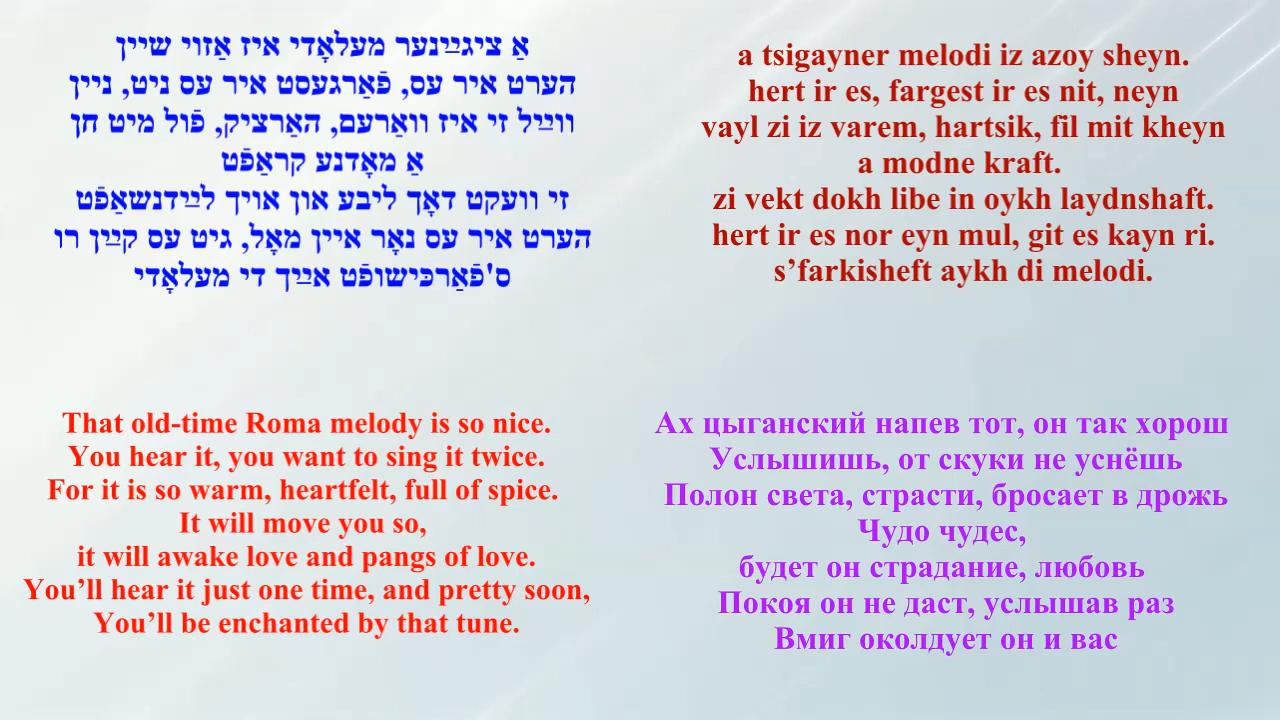 אַ ציגײַנער מעלאָדי איז אַזוי שיין
הערט איר עס, פֿאַרגעסט איר עס ניט, ניין
ווײַל זי איז וואַרעם, האַרציק, פֿול מיט חן
אַ מאָדנע קראַפֿט
זי וועקט דאָך ליבע און אויך לײַדנשאַפֿט
הערט איר עס נאָר איין מאָל, גיט עס קײַן רו
ס'פֿאַרכּישופֿט אײַך די מעלאָדי
a tsigayner melodi iz azoy sheyn.
hert ir es, fargest ir es nit, neyn
vayl zi iz varem, hartsik, fil mit kheyn
a modne kraft.
zi vekt dokh libe in oykh laydnshaft.
hert ir es nor eyn mul, git es kayn ri.
s’farkisheft aykh di melodi.
That old-time Roma melody is so nice.
You hear it, you want to sing it twice.
For it is so warm, heartfelt, full of spice.
It will move you so,
it will awake love and pangs of love.
You’ll hear it just one time, and pretty soon,
You’ll be enchanted by that tune.
Ах цыганский напев тот, он так хорош
Услышишь, от скуки не уснёшь
Полон света, страсти, бросает в дрожь
Чудо чудес,
будет он страдание, любовь
Покоя он не даст, услышав раз
Вмиг околдует он и вас